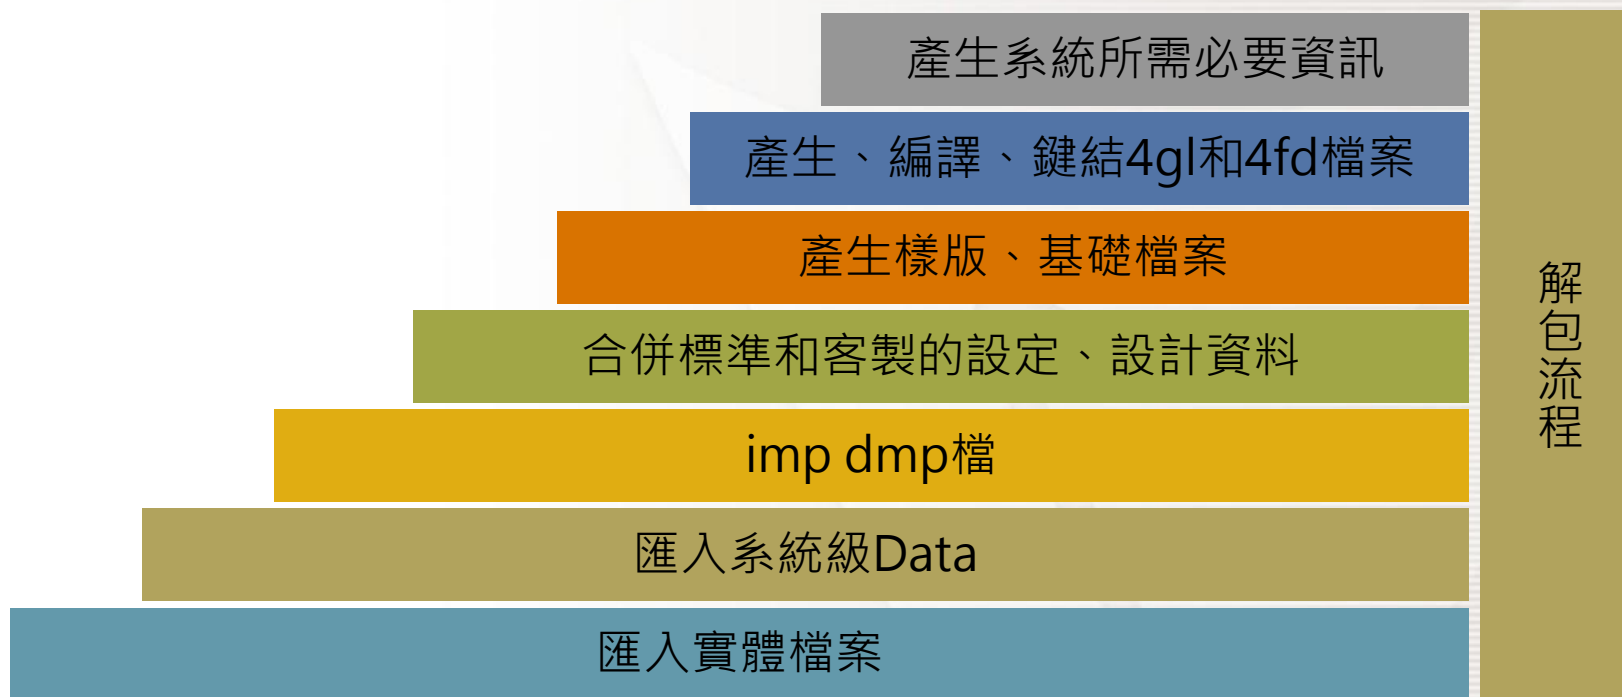 產生系統所需必要資訊
產生、編譯、鍵結4gl和4fd檔案
產生樣版、基礎檔案
合併標準和客製的設定、設計資料
imp dmp檔
匯入系統級Data
匯入實體檔案
解包流程